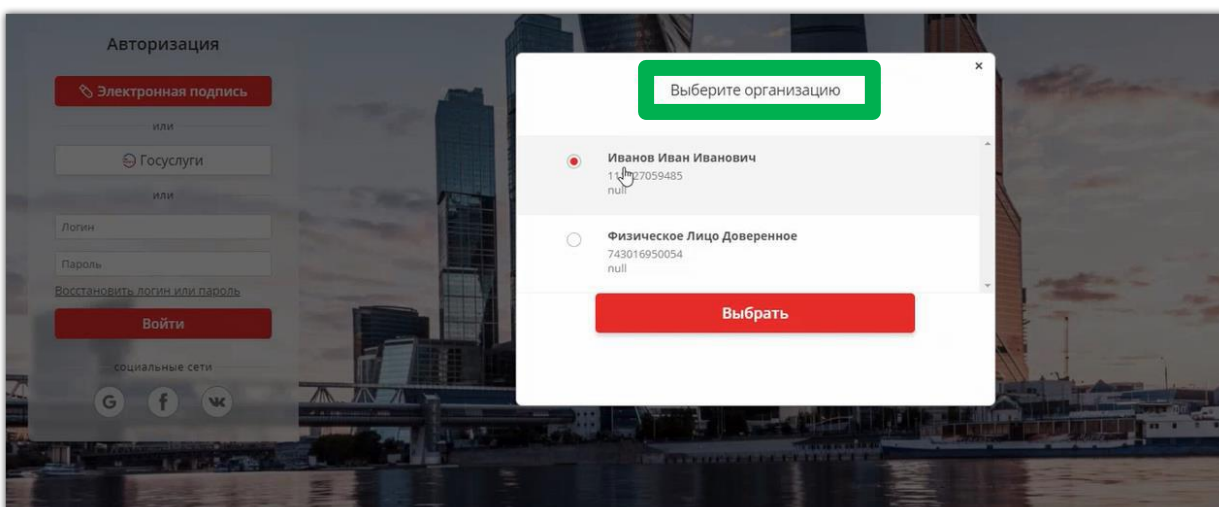 Авторизация
Электронная подпись
или
Госуслуги
или
Логин
Пароль
Восстановить логин или пароль
Войти
социальные сети
Выберите организацию
Иванов Иван Иванович
null
Физическое Лицо Доверенное
743016950054
null
Выбрать